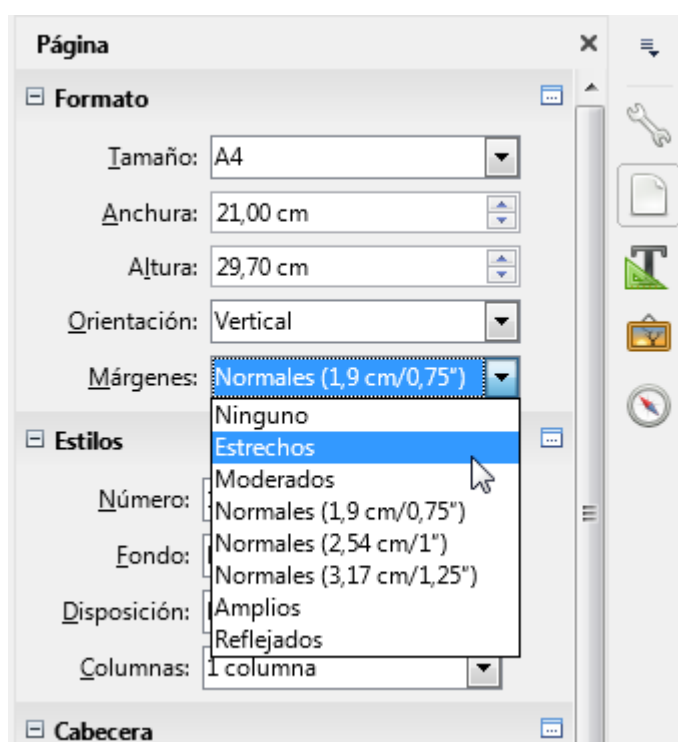 Página
Formato
Tamaño: A4
Anchura: 21,00 cm
Altura: 29,70 cm
Orientación: Vertical
Márgenes: Normales (1,9 cm/0,75")
Ninguno
Estilos
Estrechos
Moderados
Número:
Normales (1,9 cm/0,75")
Fondo:
Normales (2,54 cm/1")
Normales (3,17 cm/1,25")
Disposición:
Amplios
Reflejados
Columnas: 1 columna
Cabecera